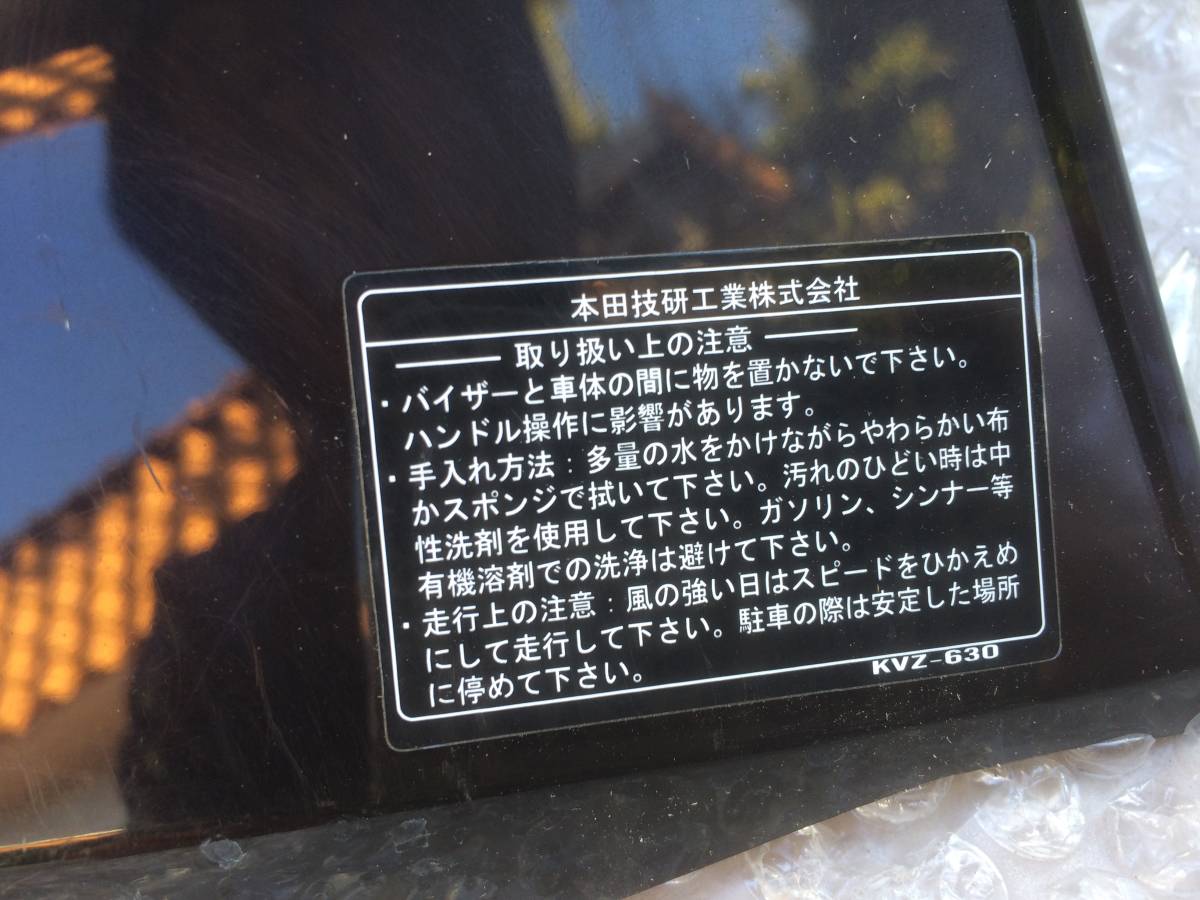 本田技研工業株式会社
取り扱い上の注意
・バイザーと車体の間に物を置かないで下さい。
ハンドル操作に影響があります。
・手入れ方法：多量の水をかけながらやわらかい布
かスポンジで拭いて下さい。汚れのひどい時は中
性洗剤を使用して下さい。ガソリン、シンナー等
有機溶剤での洗浄は避けて下さい。
・走行上の注意：風の強い日はスピードをひかえめ
にして走行して下さい。駐車の際は安定した場所
に停めて下さい。
KVZ-630